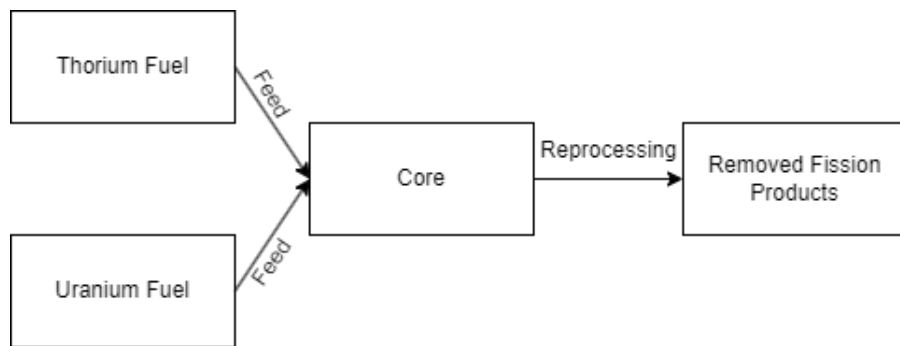 Thorium Fuel
Feed
Core
Reprocessing
Removed Fission
Products
Uranium Fuel
Feed